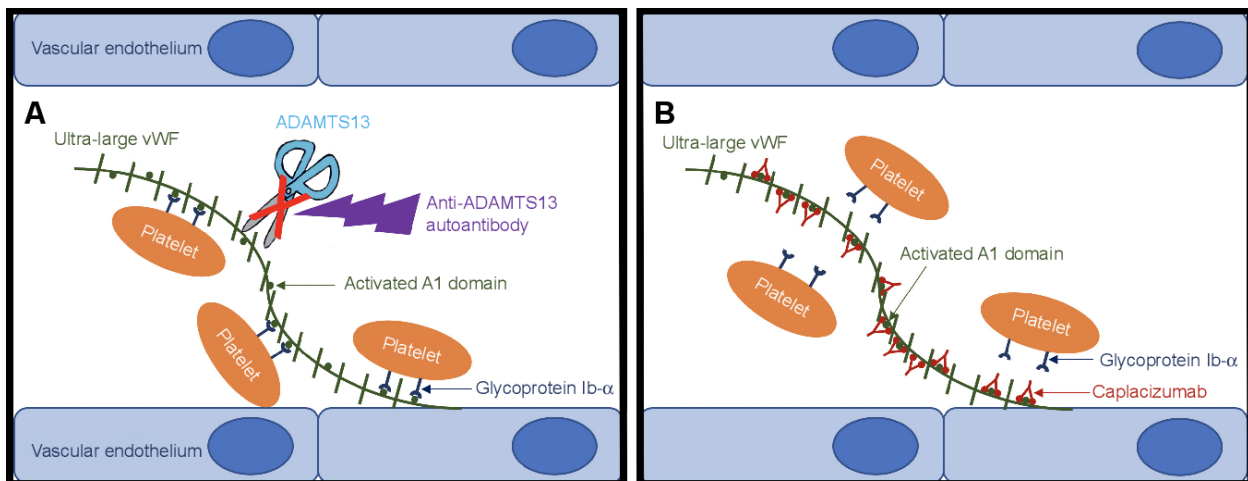 Vascular endothelium
A
ADAMTS13
Ultra-large vWF
Anti-ADAMTS13
autoantibody
Platelet
Activated A1 domain
Platelet
Platelet
Glycoprotein Ib-α
Vascular endothelium
B
Ultra-large vWF
Platelet
Activated A1 domain
Platelet
Platelet
Glycoprotein Ib-α
Caplacizumab